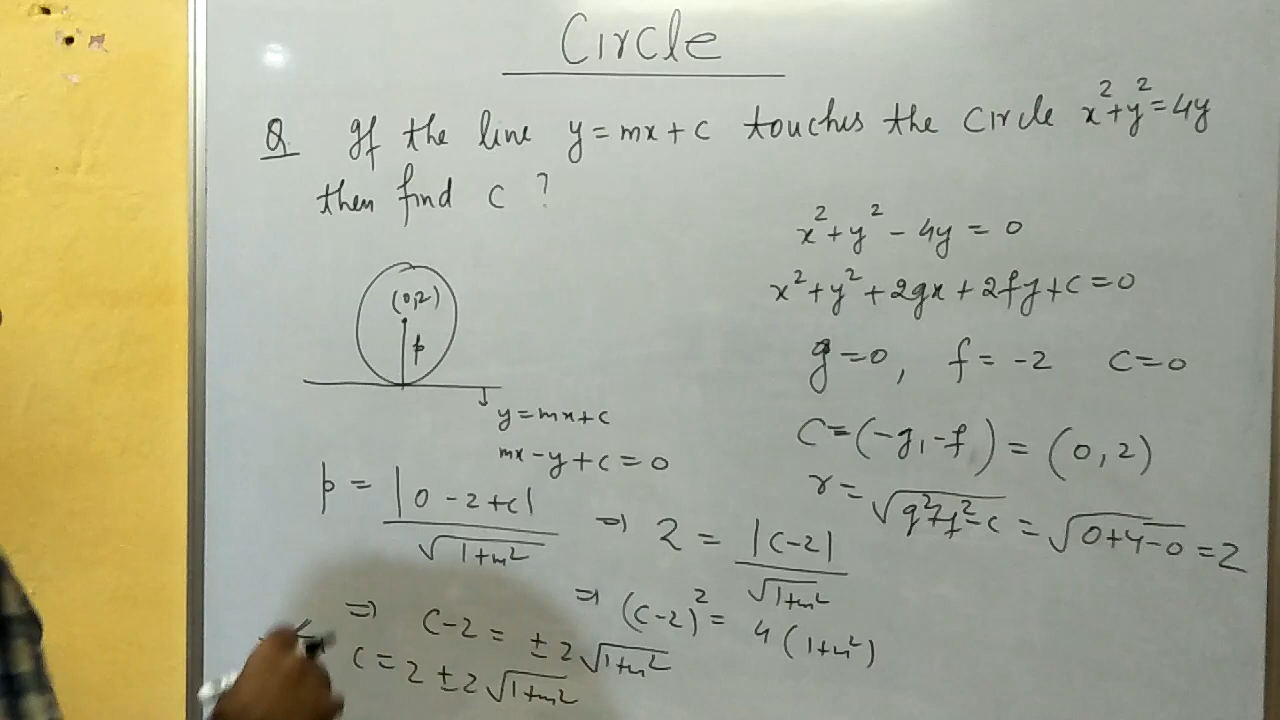 Circle
Q If the line y=mx+c touches the circle x²+y²=4y
then find c ?
x²+y²-4y=0
x²+y²+2gx+2fy+c=0
g=0, f=-2 c=0
C=(-g,-f)=(0,2)
r=√(g²+f²-c)=√(0+4-0)=2
(0,2)
p
y=mx+c
mx-y+c=0
p=|0-2+c|/√(1+m²) ⇒ 2=|c-2|/√(1+m²)
⇒ (c-2)²=4(1+m²)
⇒ c-2=±2√(1+m²)
c=2±2√(1+m²)